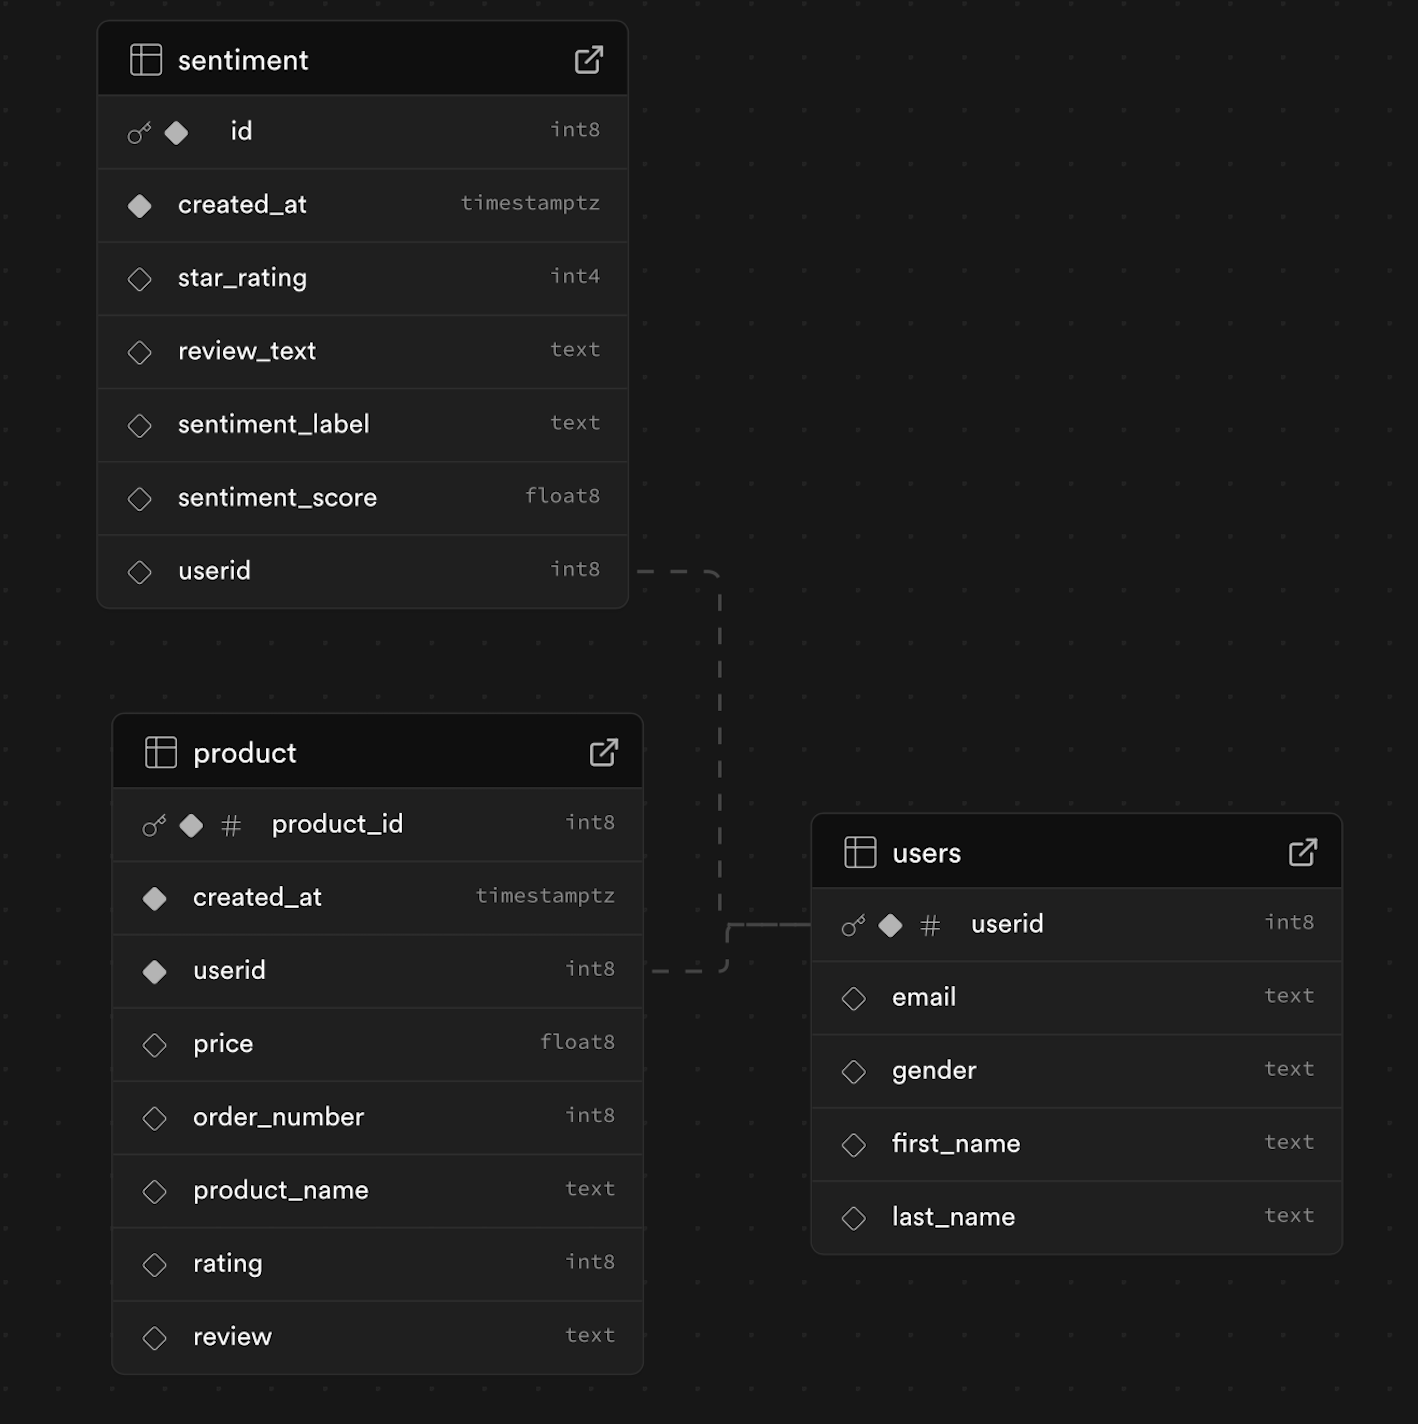 sentiment
id int8
created_at timestamptz
star_rating int4
review_text text
sentiment_label text
sentiment_score float8
userid int8
product
# product_id int8
created_at timestamptz
userid int8
price float8
order_number int8
product_name text
rating int8
review text
users
# userid int8
email text
gender text
first_name text
last_name text